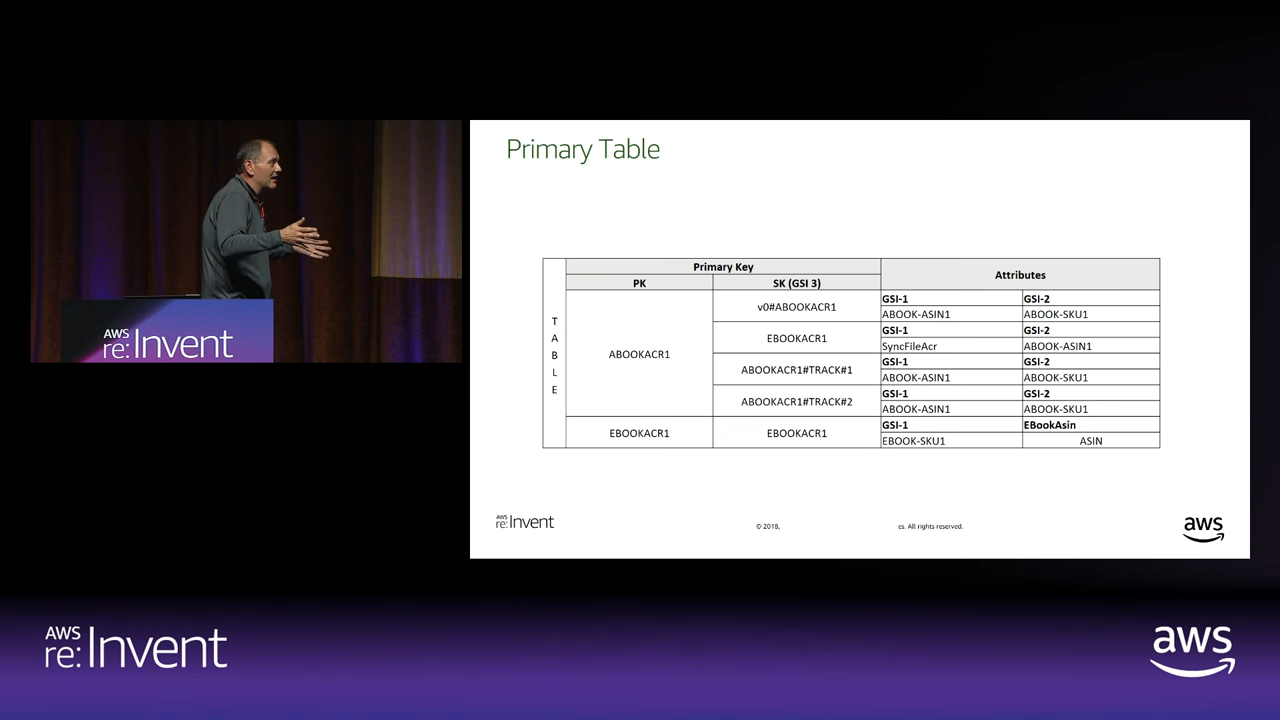 Primary Table
Primary Key
Attributes
PK
SK (GSI 3)
T
A
B
L
E
ABOOKACR1
v0#ABOOKACR1
GSI-1
GSI-2
ABOOK-ASIN1
ABOOK-SKU1
EBOOKACR1
GSI-1
GSI-2
SyncFileAcr
ABOOK-ASIN1
ABOOKACR1#TRACK#1
GSI-1
GSI-2
ABOOK-ASIN1
ABOOK-SKU1
ABOOKACR1#TRACK#2
GSI-1
GSI-2
ABOOK-ASIN1
ABOOK-SKU1
EBOOKACR1
EBOOKACR1
GSI-1
EBookAsin
EBOOK-SKU1
ASIN
AWS
re:Invent
© 2018,
es. All rights reserved.
aws
AWS
re:Invent
AWS
re:Invent
aws